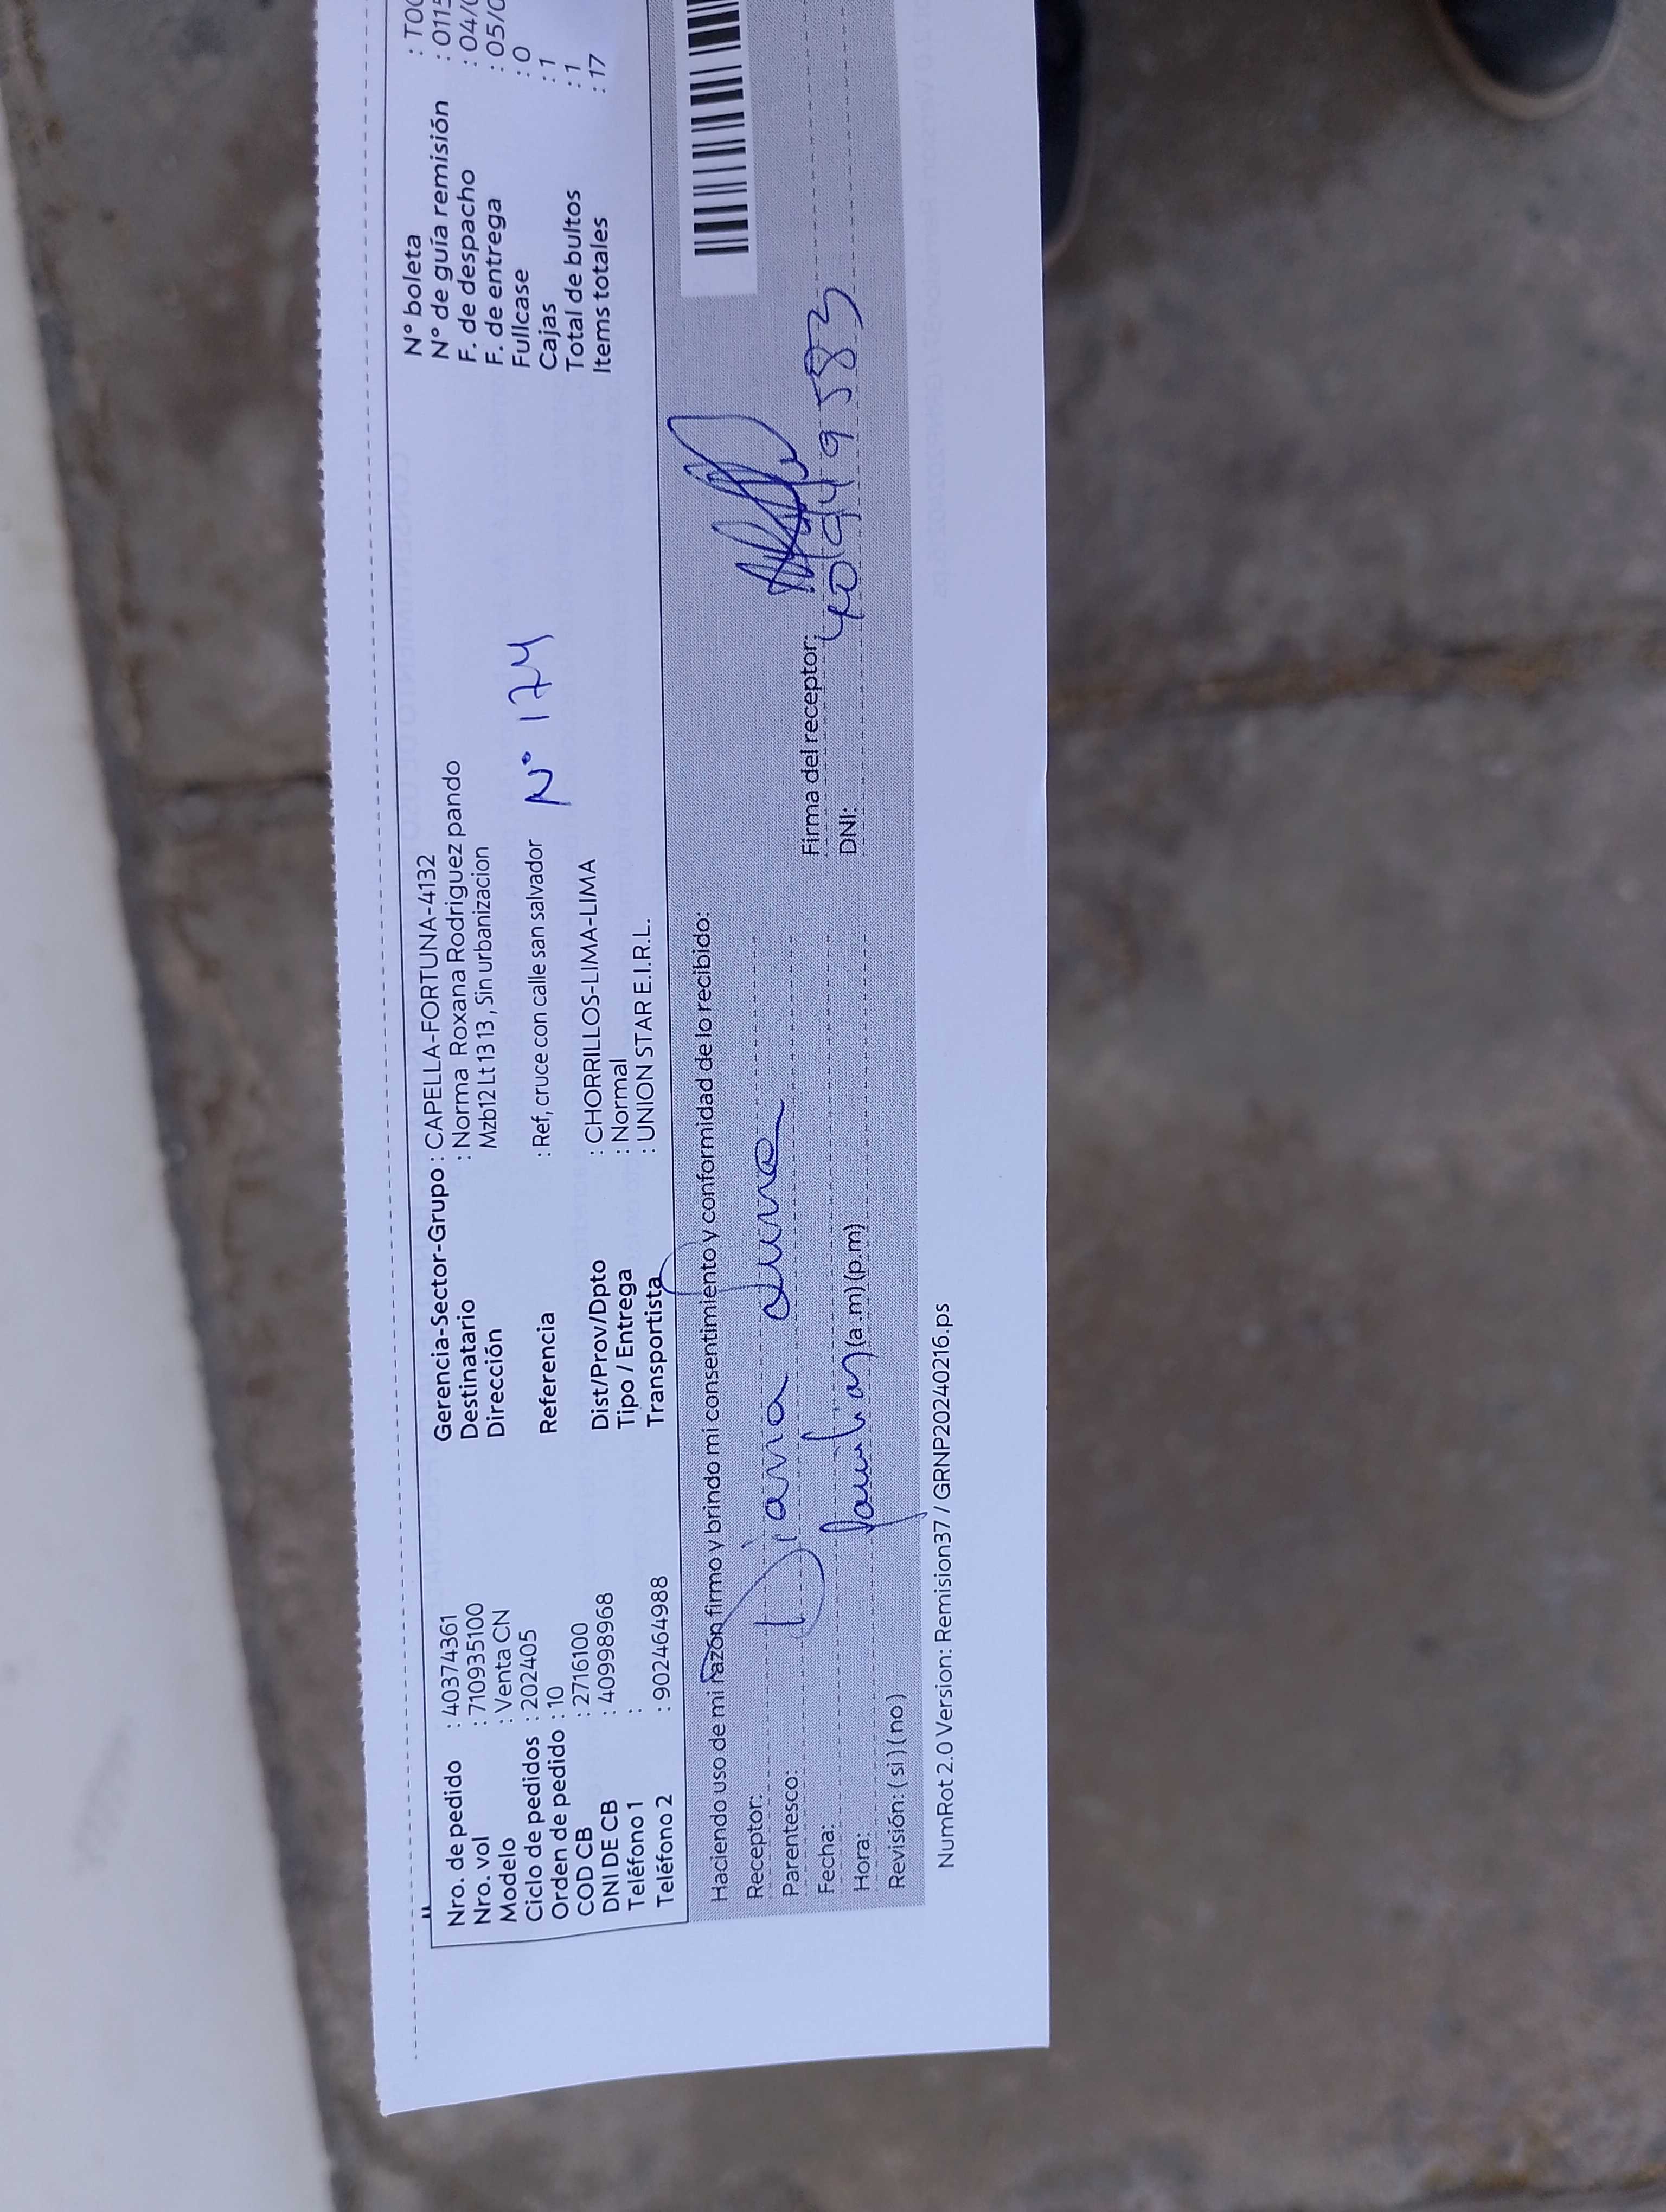 Nro. de pedido : 40374361
Nro. vol : 710935100
Modelo : Venta CN
Ciclo de pedidos : 202405
Orden de pedido : 10
COD CB : 2716100
DNI DE CB : 40998968
Teléfono 1 :
Teléfono 2 : 902464988
Gerencia-Sector-Grupo : CAPELLA-FORTUNA-4132
Destinatario : Norma Roxana Rodriguez pando
Dirección Mzb12 Lt 13 13 , Sin urbanizacion
Referencia : Ref, cruce con calle san salvador N° 174
Dist/Prov/Dpto : CHORRILLOS-LIMA-LIMA
Tipo / Entrega : Normal
Transportista : UNION STAR E.I.R.L.
N° boleta
N° de guía remisión : 0115
F. de despacho : 04/
F. de entrega : 05/
Fullcase : 0
Cajas : 1
Total de bultos : 1
Items totales : 17
Haciendo uso de mi razón firmo y brindo mi consentimiento y conformidad de lo recibido:
Receptor: Diana Luna
Parentesco:
Fecha:
Hora: (a .m) (p.m)
Revisión: ( si ) ( no )
Firma del receptor:
DNI:
NumRot 2.0 Version: Remision37 / GRNP20240216.ps